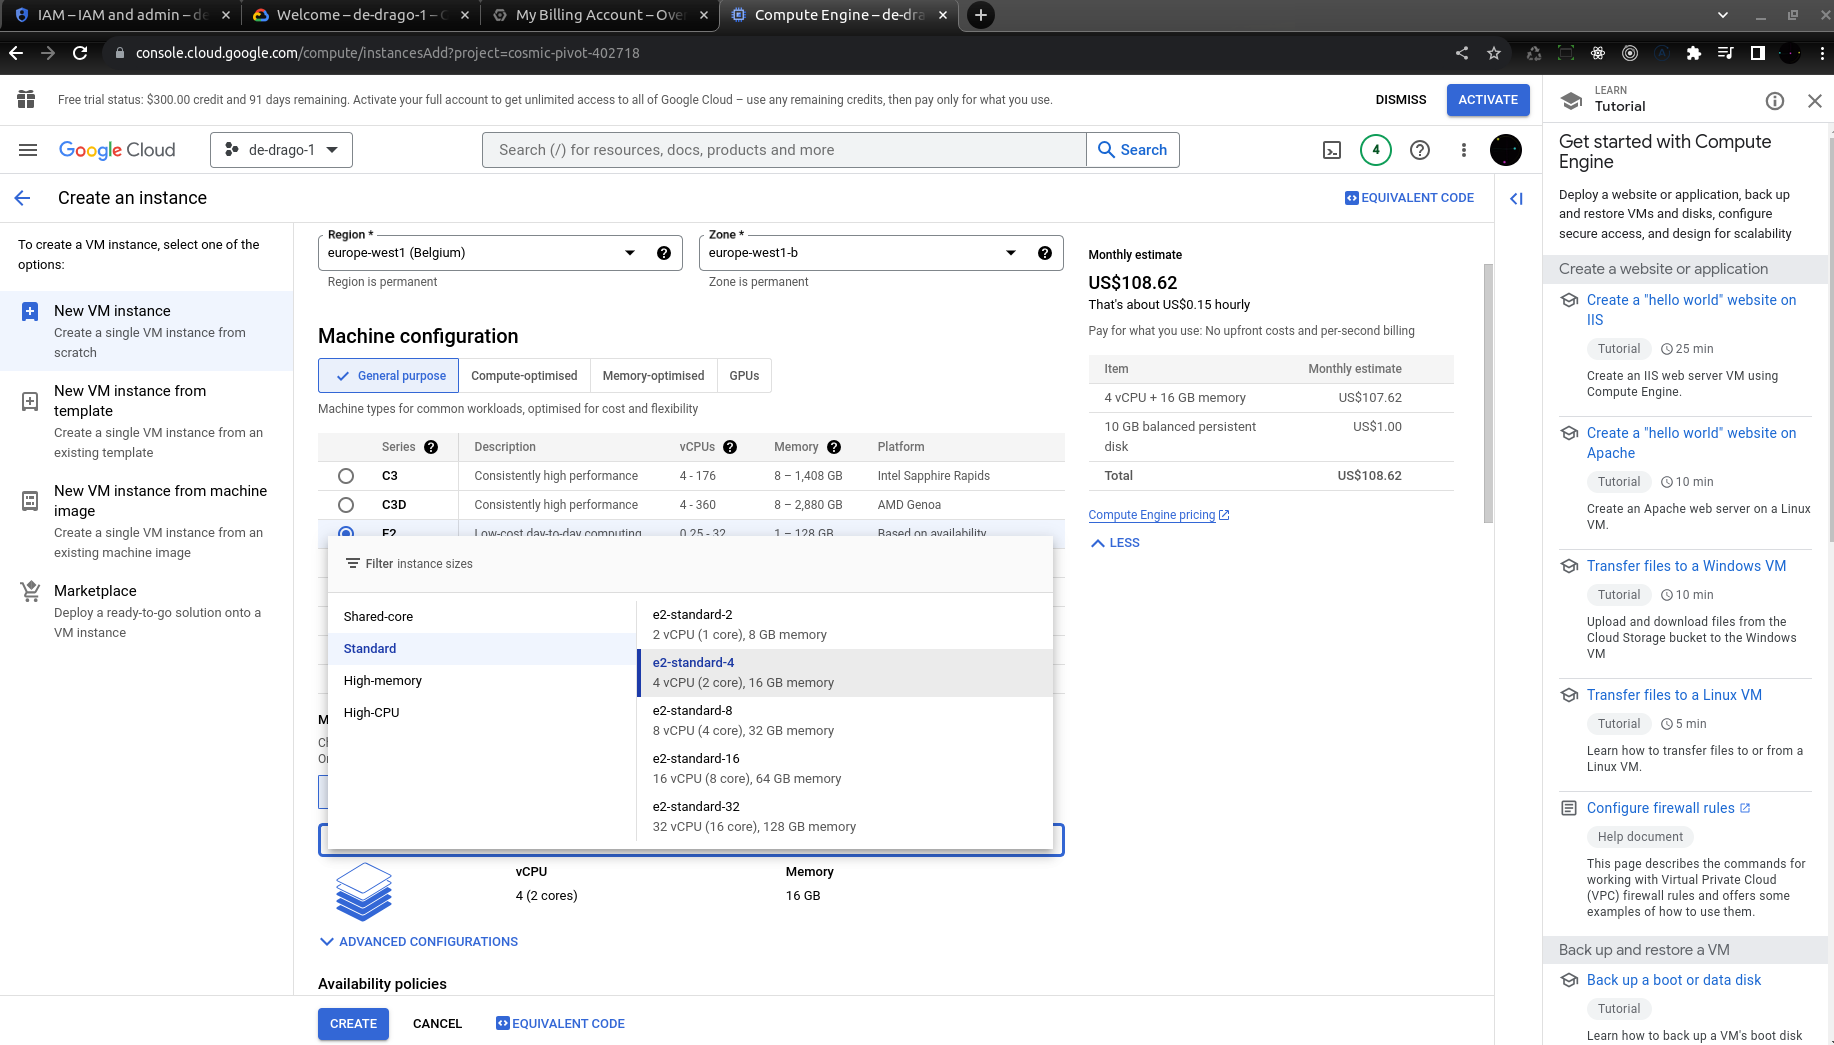 IAM – IAM and admin – de
Welcome – de-drago-1 – C
My Billing Account – Over
Compute Engine – de-dra
console.cloud.google.com/compute/instancesAdd?project=cosmic-pivot-402718
Free trial status: $300.00 credit and 91 days remaining. Activate your full account to get unlimited access to all of Google Cloud – use any remaining credits, then pay only for what you use.
DISMISS
ACTIVATE
Google Cloud
de-drago-1
Search (/) for resources, docs, products and more
Search
4
Create an instance
EQUIVALENT CODE
To create a VM instance, select one of the
options:
New VM instance
Create a single VM instance from
scratch
New VM instance from
template
Create a single VM instance from an
existing template
New VM instance from machine
image
Create a single VM instance from an
existing machine image
Marketplace
Deploy a ready-to-go solution onto a
VM instance
Region *
europe-west1 (Belgium)
Region is permanent
Zone *
europe-west1-b
Zone is permanent
Machine configuration
General purpose
Compute-optimised
Memory-optimised
GPUs
Machine types for common workloads, optimised for cost and flexibility
Series Description vCPUs Memory Platform
C3 Consistently high performance 4 - 176 8 – 1,408 GB Intel Sapphire Rapids
C3D Consistently high performance 4 - 360 8 – 2,880 GB AMD Genoa
E2 Low-cost day-to-day computing 0.25 - 32 1 – 128 GB Based on availability
Filter instance sizes
Shared-core
Standard
High-memory
High-CPU
e2-standard-2
2 vCPU (1 core), 8 GB memory
e2-standard-4
4 vCPU (2 core), 16 GB memory
e2-standard-8
8 vCPU (4 core), 32 GB memory
e2-standard-16
16 vCPU (8 core), 64 GB memory
e2-standard-32
32 vCPU (16 core), 128 GB memory
vCPU
4 (2 cores)
Memory
16 GB
ADVANCED CONFIGURATIONS
Availability policies
CREATE
CANCEL
EQUIVALENT CODE
Monthly estimate
US$108.62
That's about US$0.15 hourly
Pay for what you use: No upfront costs and per-second billing
Item Monthly estimate
4 vCPU + 16 GB memory US$107.62
10 GB balanced persistent US$1.00
disk
Total US$108.62
Compute Engine pricing
LESS
LEARN
Tutorial
Get started with Compute
Engine
Deploy a website or application, back up
and restore VMs and disks, configure
secure access, and design for scalability
Create a website or application
Create a "hello world" website on
IIS
Tutorial 25 min
Create an IIS web server VM using
Compute Engine.
Create a "hello world" website on
Apache
Tutorial 10 min
Create an Apache web server on a Linux
VM.
Transfer files to a Windows VM
Tutorial 10 min
Upload and download files from the
Cloud Storage bucket to the Windows
VM
Transfer files to a Linux VM
Tutorial 5 min
Learn how to transfer files to or from a
Linux VM.
Configure firewall rules
Help document
This page describes the commands for
working with Virtual Private Cloud
(VPC) firewall rules and offers some
examples of how to use them.
Back up and restore a VM
Back up a boot or data disk
Tutorial
Learn how to back up a VM's boot disk